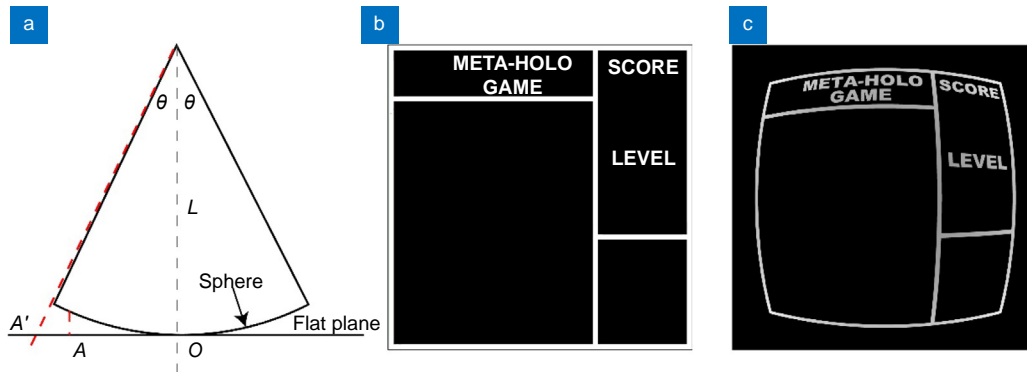 a
θ θ
L
Sphere
A′
Flat plane
A
O
b
META-HOLO
GAME
SCORE
LEVEL
c
META-HOLO
GAME
SCORE
LEVEL